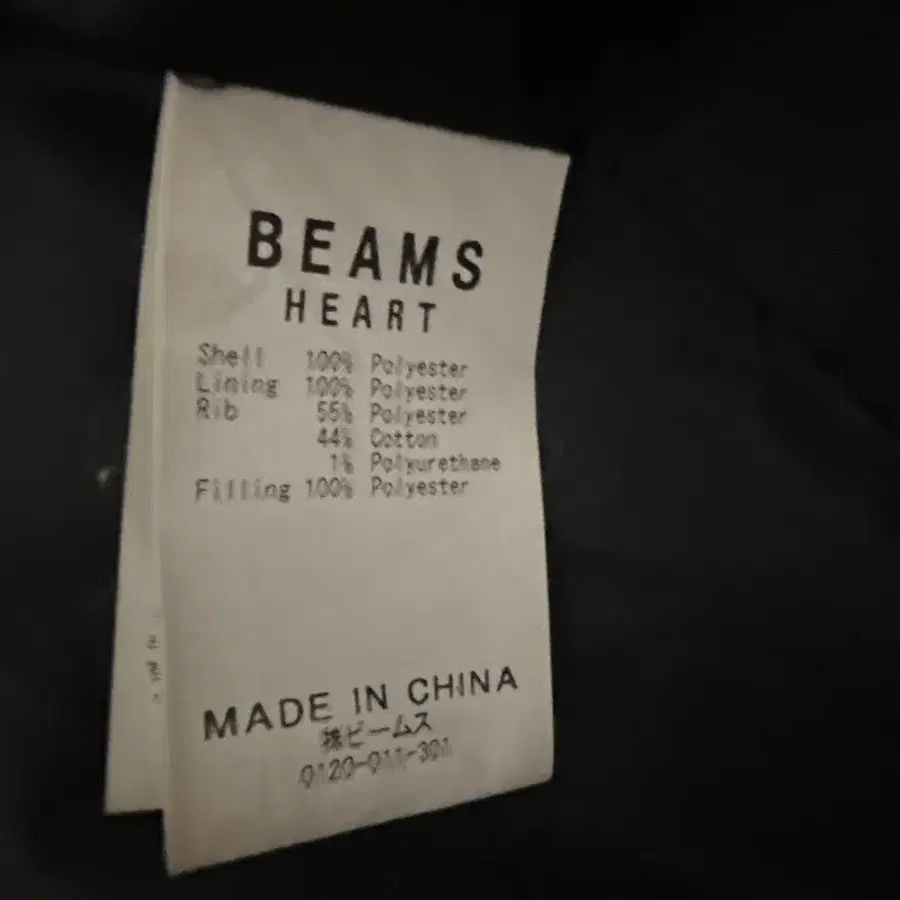 BEAMS
HEART
Shell 100% Polyester
Lining 100% Polyester
Rib 55% Polyester
44% Cotton
1% Polyurethane
Filling 100% Polyester
MADE IN CHINA
㈱ビームス
0120-011-301